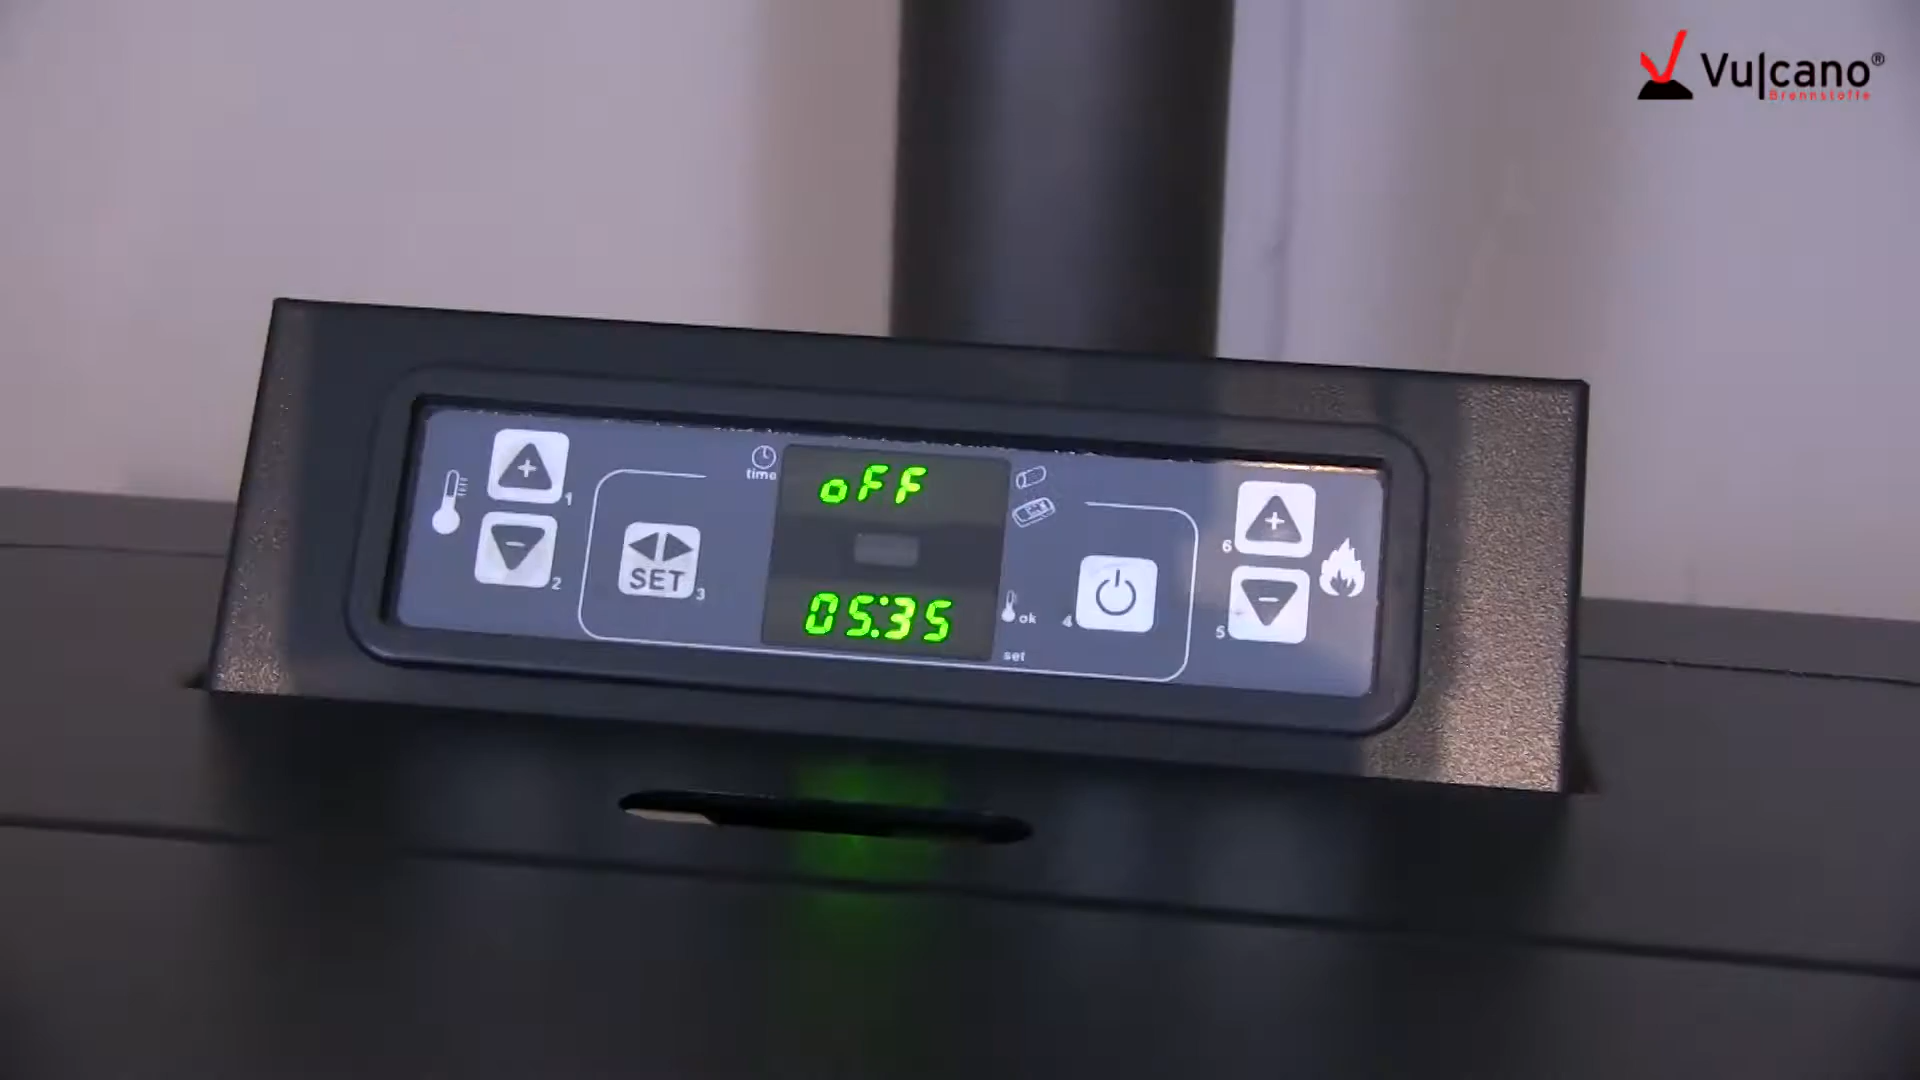 Vulcano®
Brennstoffe
time
oFF
05:35
+
1
-
2
SET
3
ok
set
4
+
6
-
5